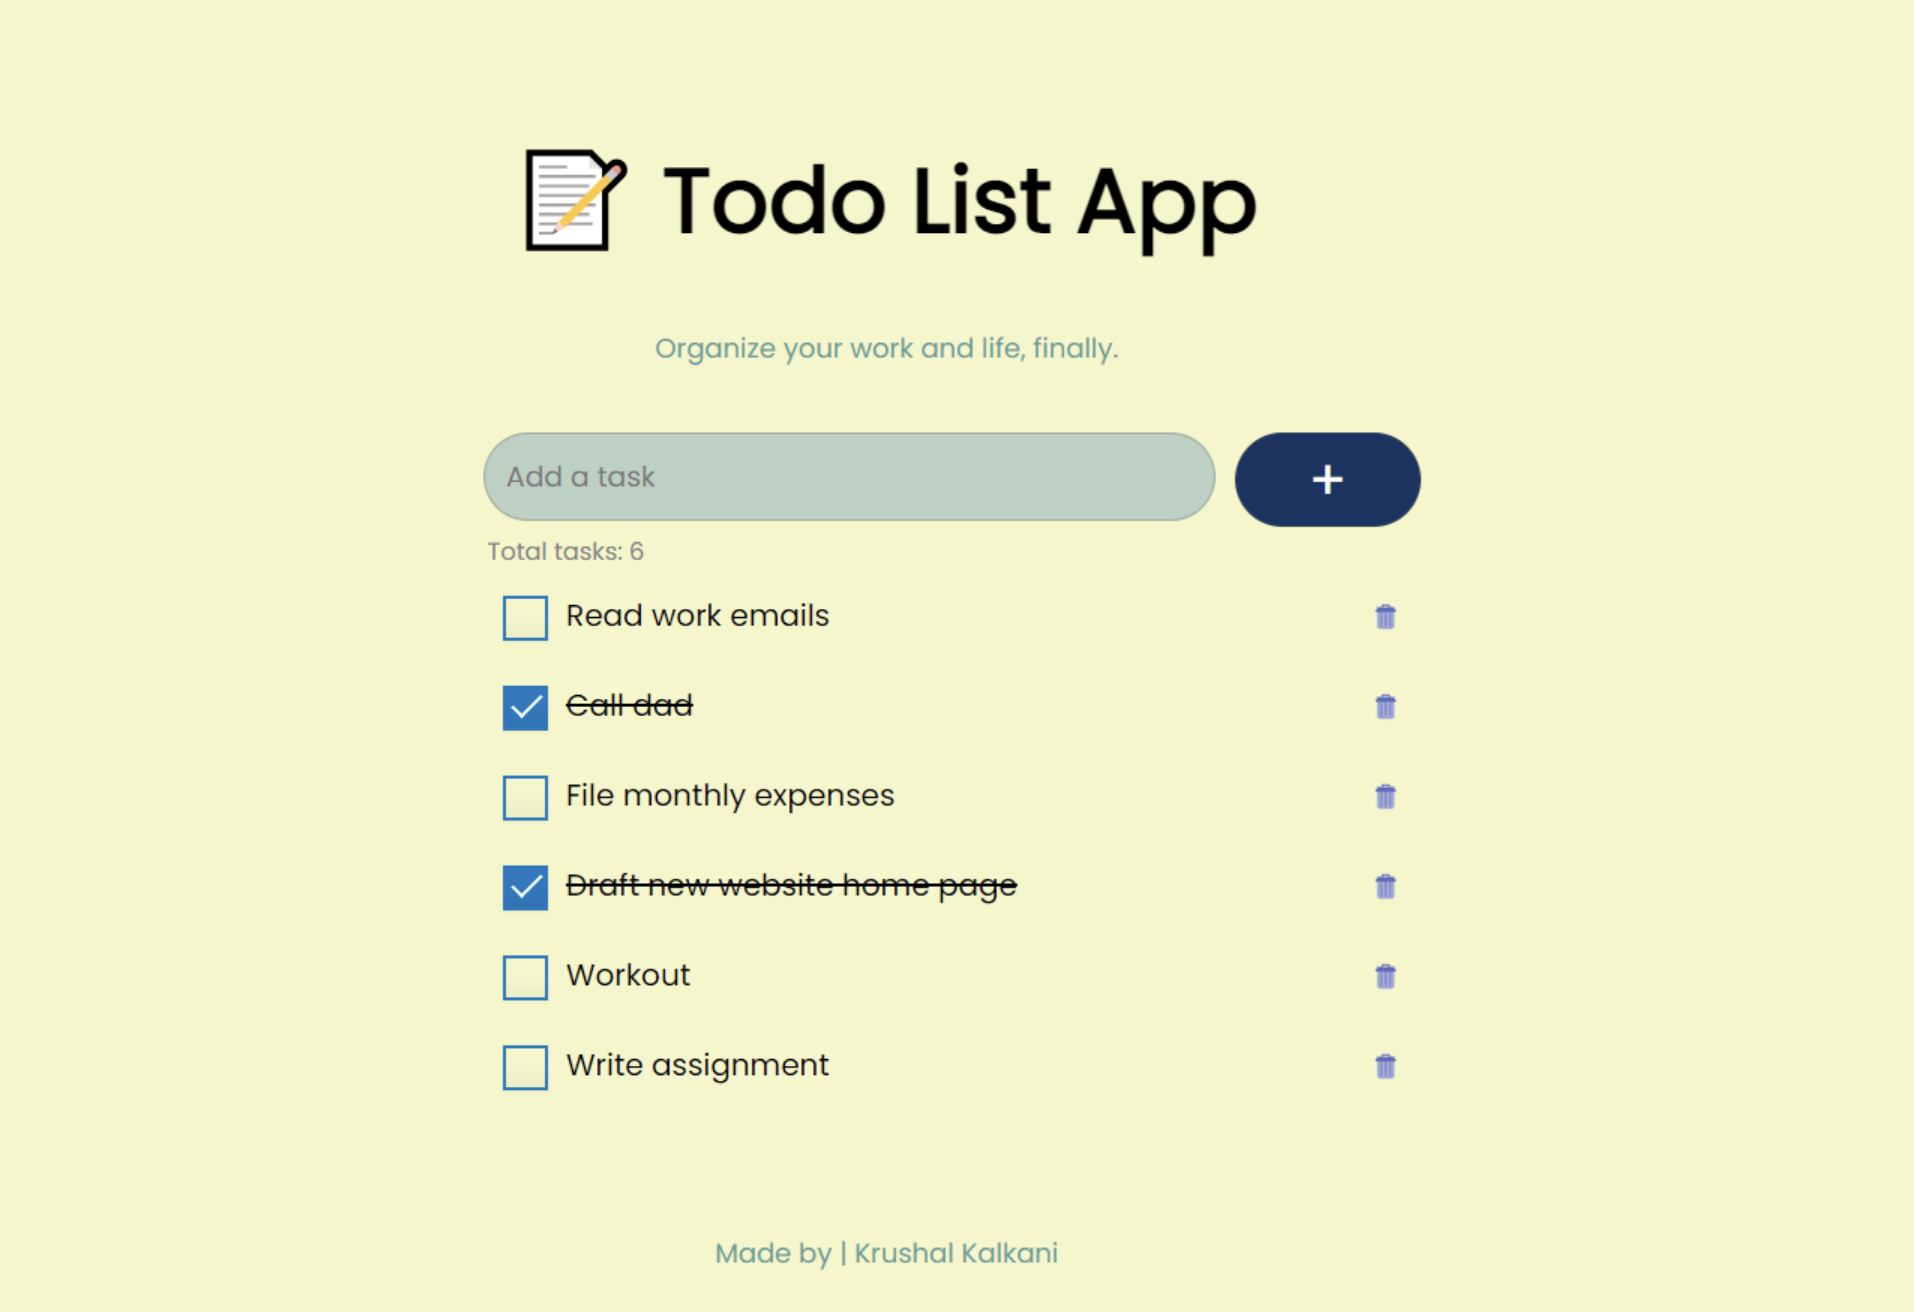 Todo List App
Organize your work and life, finally.
Add a task
+
Total tasks: 6
Read work emails
Call dad
File monthly expenses
Draft new website home page
Workout
Write assignment
Made by | Krushal Kalkani